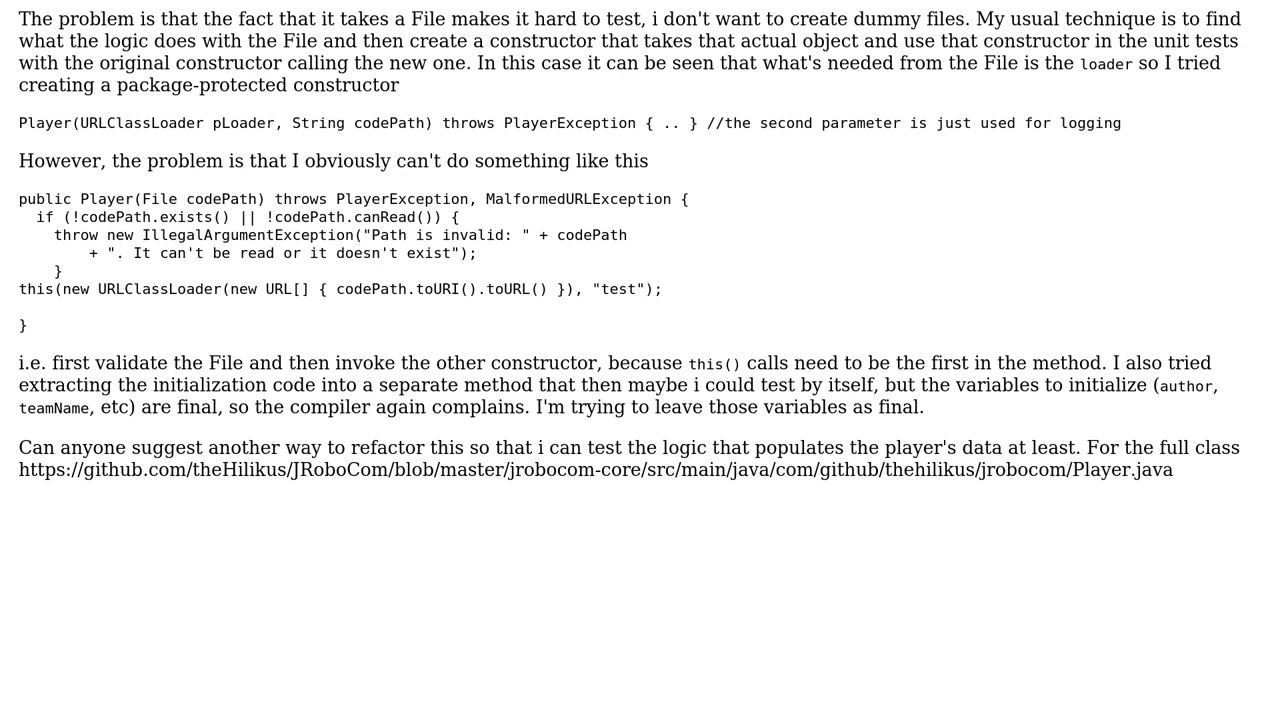 The problem is that the fact that it takes a File makes it hard to test, i don't want to create dummy files. My usual technique is to find
what the logic does with the File and then create a constructor that takes that actual object and use that constructor in the unit tests
with the original constructor calling the new one. In this case it can be seen that what's needed from the File is the loader so I tried
creating a package-protected constructor
Player(URLClassLoader pLoader, String codePath) throws PlayerException { .. } //the second parameter is just used for logging
However, the problem is that I obviously can't do something like this
public Player(File codePath) throws PlayerException, MalformedURLException {
  if (!codePath.exists() || !codePath.canRead()) {
    throw new IllegalArgumentException("Path is invalid: " + codePath
        + ". It can't be read or it doesn't exist");
    }
this(new URLClassLoader(new URL[] { codePath.toURI().toURL() }), "test");
}
i.e. first validate the File and then invoke the other constructor, because this() calls need to be the first in the method. I also tried
extracting the initialization code into a separate method that then maybe i could test by itself, but the variables to initialize (author,
teamName, etc) are final, so the compiler again complains. I'm trying to leave those variables as final.
Can anyone suggest another way to refactor this so that i can test the logic that populates the player's data at least. For the full class
https://github.com/theHilikus/JRoboCom/blob/master/jrobocom-core/src/main/java/com/github/thehilikus/jrobocom/Player.java